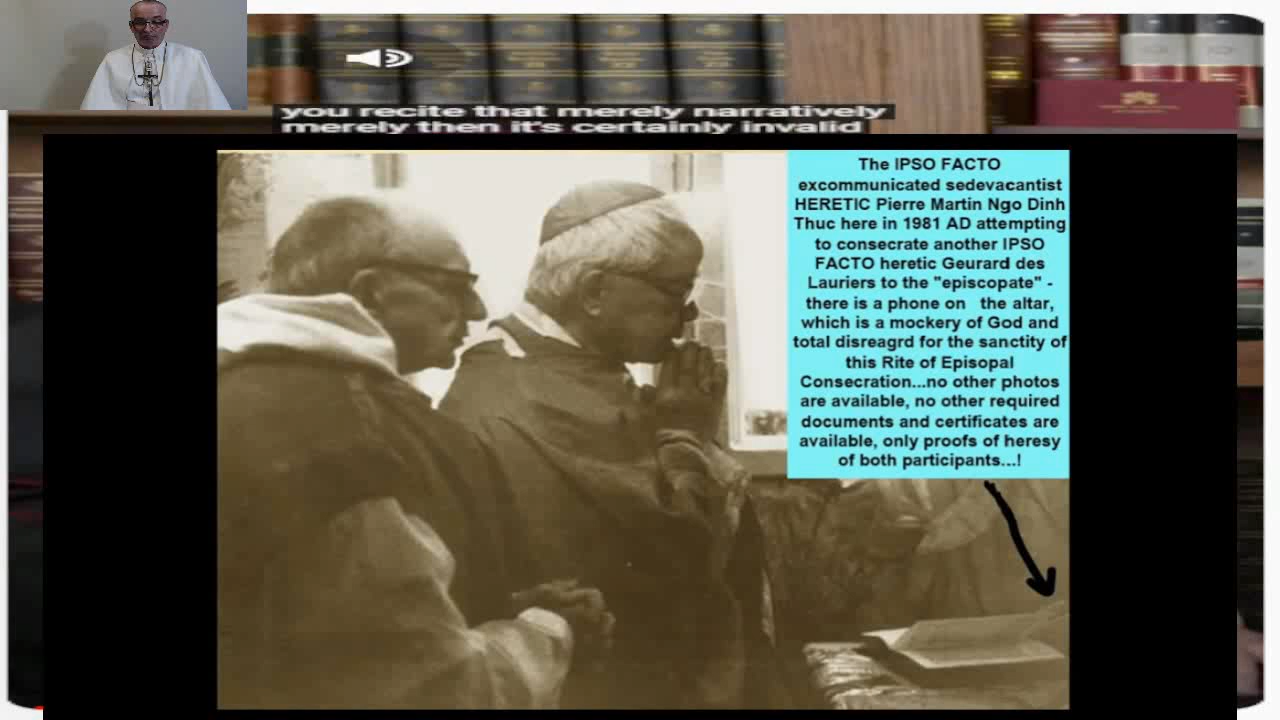 you recite that merely narratively
merely then it's certainly invalid
The IPSO FACTO
excommunicated sedevacantist
HERETIC Pierre Martin Ngo Dinh
Thuc here in 1981 AD attempting
to consecrate another IPSO
FACTO heretic Geurard des
Lauriers to the "episcopate" -
there is a phone on the altar,
which is a mockery of God and
total disreagrd for the sanctity of
this Rite of Episopal
Consecration...no other photos
are available, no other required
documents and certificates are
available, only proofs of heresy
of both participants...!